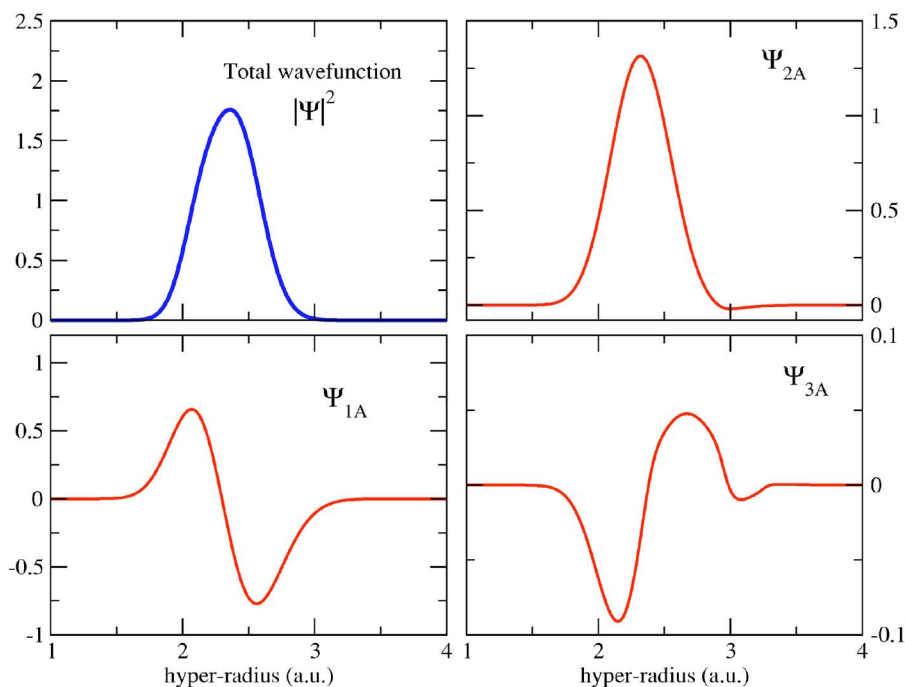 2.5
2
1.5
1
0.5
0
Total wavefunction
|Ψ|²
Ψ2A
1.5
1
0.5
0
1
0.5
0
-0.5
-1
Ψ1A
1 2 3 4
hyper-radius (a.u.)
Ψ3A
0.1
0
-0.1
1 2 3 4
hyper-radius (a.u.)